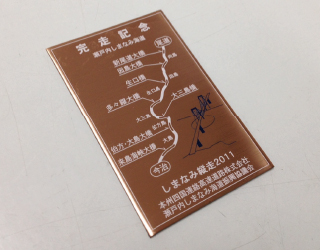 完走記念
瀬戸内しまなみ海道
尾道
新尾道大橋
因島大橋
生口橋
多々羅大橋
大三島橋
伯方・大島大橋
来島海峡大橋
今治
しまなみ縦走2011
本州四国連絡高速道路株式会社
瀬戸内しまなみ海道振興協議会